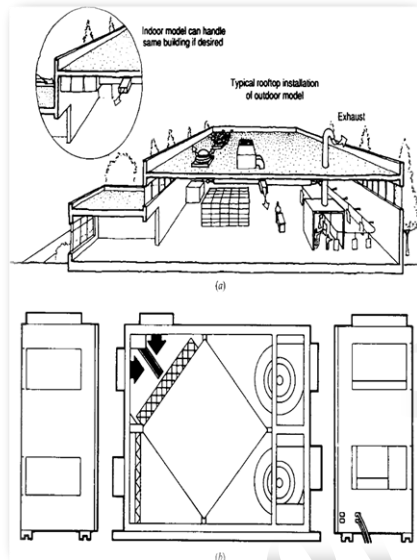 Indoor model can handle
same building if desired
Typical rooftop installation
of outdoor model
Exhaust
(a)
(b)